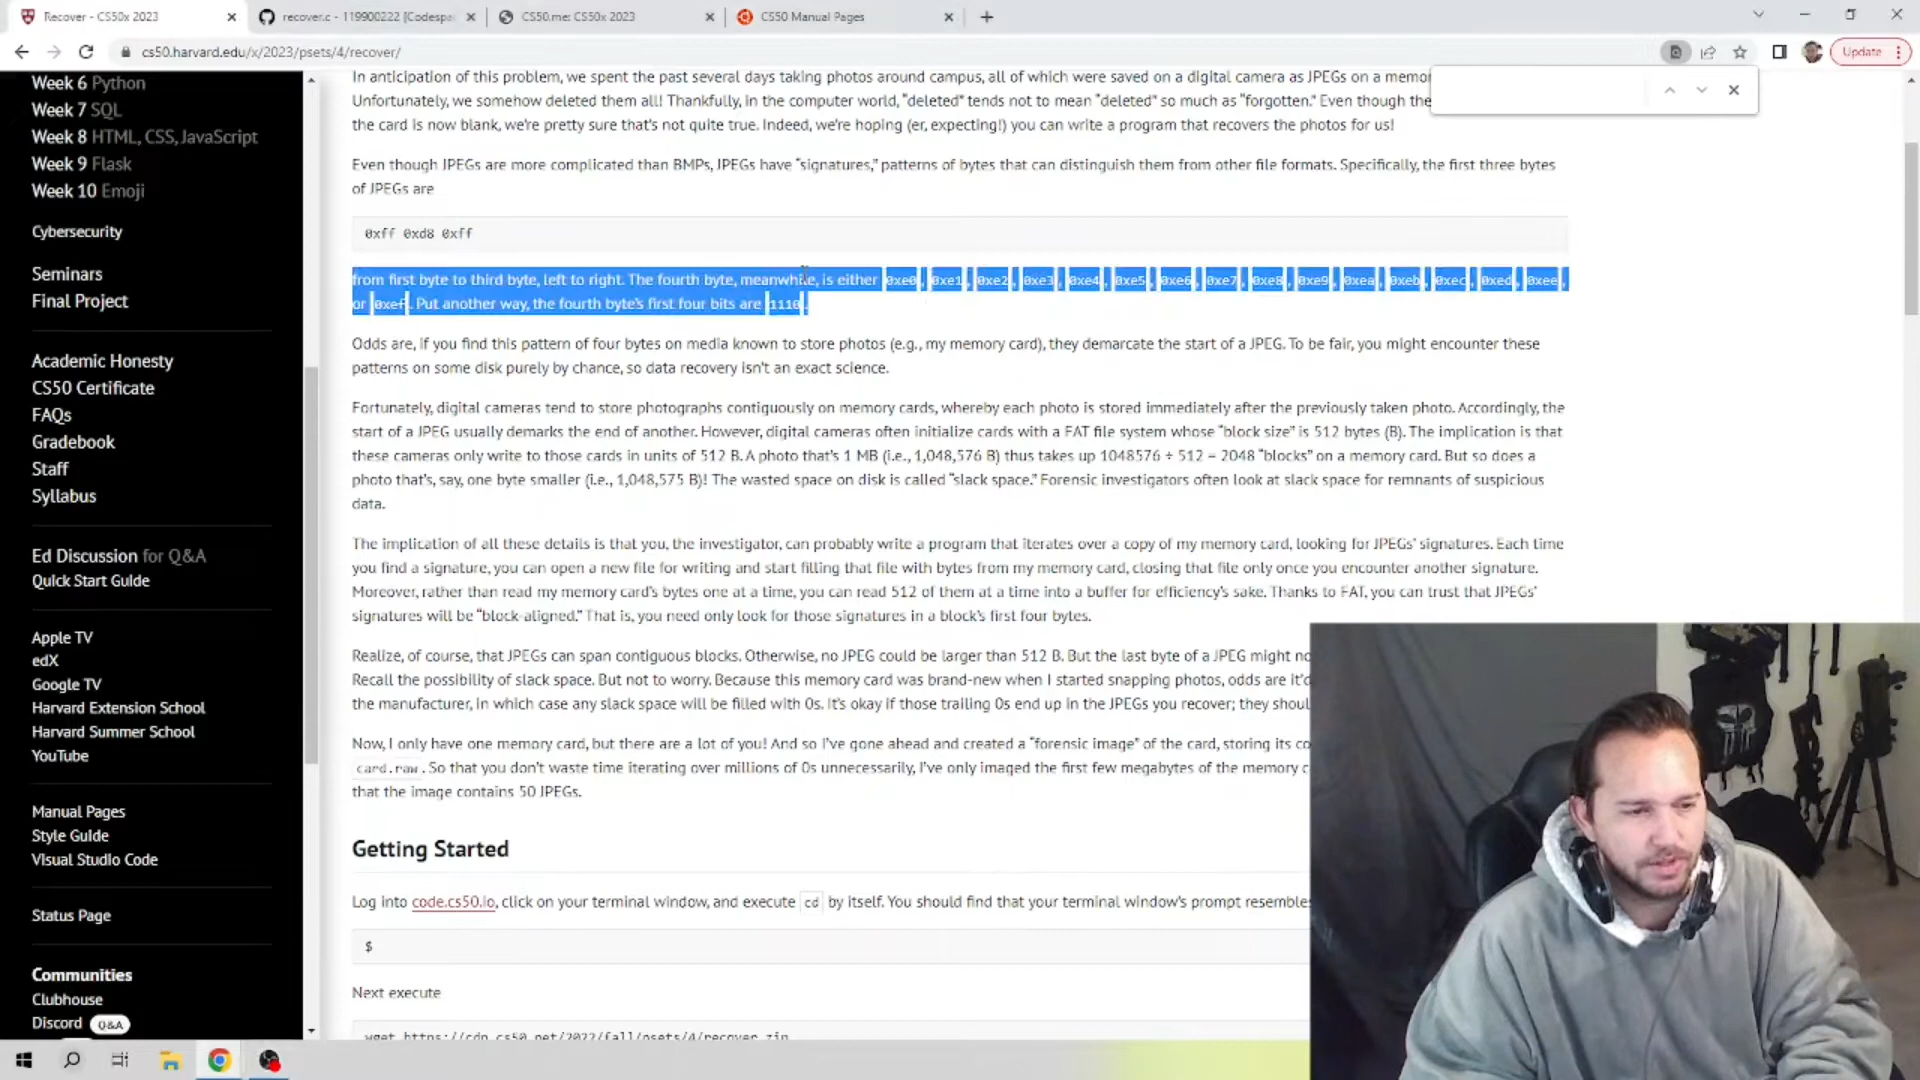 Recover - CS50x 2023
recover.c - 119900222 [Codespa
CS50.me: CS50x 2023
CS50 Manual Pages
cs50.harvard.edu/x/2023/psets/4/recover/
Update
Week 6 Python
Week 7 SQL
Week 8 HTML, CSS, JavaScript
Week 9 Flask
Week 10 Emoji
Cybersecurity
Seminars
Final Project
Academic Honesty
CS50 Certificate
FAQs
Gradebook
Staff
Syllabus
Ed Discussion for Q&A
Quick Start Guide
Apple TV
edX
Google TV
Harvard Extension School
Harvard Summer School
YouTube
Manual Pages
Style Guide
Visual Studio Code
Status Page
Communities
Clubhouse
Discord Q&A
In anticipation of this problem, we spent the past several days taking photos around campus, all of which were saved on a digital camera as JPEGs on a memo
Unfortunately, we somehow deleted them all! Thankfully, in the computer world, “deleted” tends not to mean “deleted” so much as “forgotten.” Even though the
the card is now blank, we're pretty sure that's not quite true. Indeed, we're hoping (er, expecting!) you can write a program that recovers the photos for us!
Even though JPEGs are more complicated than BMPs, JPEGs have “signatures,” patterns of bytes that can distinguish them from other file formats. Specifically, the first three bytes
of JPEGs are
0xff 0xd8 0xff
from first byte to third byte, left to right. The fourth byte, meanwhile, is either 0xe0, 0xe1, 0xe2, 0xe3, 0xe4, 0xe5, 0xe6, 0xe7, 0xe8, 0xe9, 0xea, 0xeb, 0xec, 0xed, 0xee,
or 0xef. Put another way, the fourth byte's first four bits are 1110.
Odds are, if you find this pattern of four bytes on media known to store photos (e.g., my memory card), they demarcate the start of a JPEG. To be fair, you might encounter these
patterns on some disk purely by chance, so data recovery isn't an exact science.
Fortunately, digital cameras tend to store photographs contiguously on memory cards, whereby each photo is stored immediately after the previously taken photo. Accordingly, the
start of a JPEG usually demarks the end of another. However, digital cameras often initialize cards with a FAT file system whose “block size” is 512 bytes (B). The implication is that
these cameras only write to those cards in units of 512 B. A photo that's 1 MB (i.e., 1,048,576 B) thus takes up 1048576 ÷ 512 = 2048 “blocks” on a memory card. But so does a
photo that's, say, one byte smaller (i.e., 1,048,575 B)! The wasted space on disk is called “slack space.” Forensic investigators often look at slack space for remnants of suspicious
data.
The implication of all these details is that you, the investigator, can probably write a program that iterates over a copy of my memory card, looking for JPEGs' signatures. Each time
you find a signature, you can open a new file for writing and start filling that file with bytes from my memory card, closing that file only once you encounter another signature.
Moreover, rather than read my memory card's bytes one at a time, you can read 512 of them at a time into a buffer for efficiency's sake. Thanks to FAT, you can trust that JPEGs'
signatures will be “block-aligned.” That is, you need only look for those signatures in a block's first four bytes.
Realize, of course, that JPEGs can span contiguous blocks. Otherwise, no JPEG could be larger than 512 B. But the last byte of a JPEG might no
Recall the possibility of slack space. But not to worry. Because this memory card was brand-new when I started snapping photos, odds are it'd
the manufacturer, in which case any slack space will be filled with 0s. It's okay if those trailing 0s end up in the JPEGs you recover; they shoul
Now, I only have one memory card, but there are a lot of you! And so I've gone ahead and created a “forensic image” of the card, storing its co
card.raw. So that you don't waste time iterating over millions of 0s unnecessarily, I've only imaged the first few megabytes of the memory c
that the image contains 50 JPEGs.
Getting Started
Log into code.cs50.io, click on your terminal window, and execute cd by itself. You should find that your terminal window's prompt resemble
$
Next execute
wget https://cdn.cs50.net/2022/fall/psets/4/recover.zip